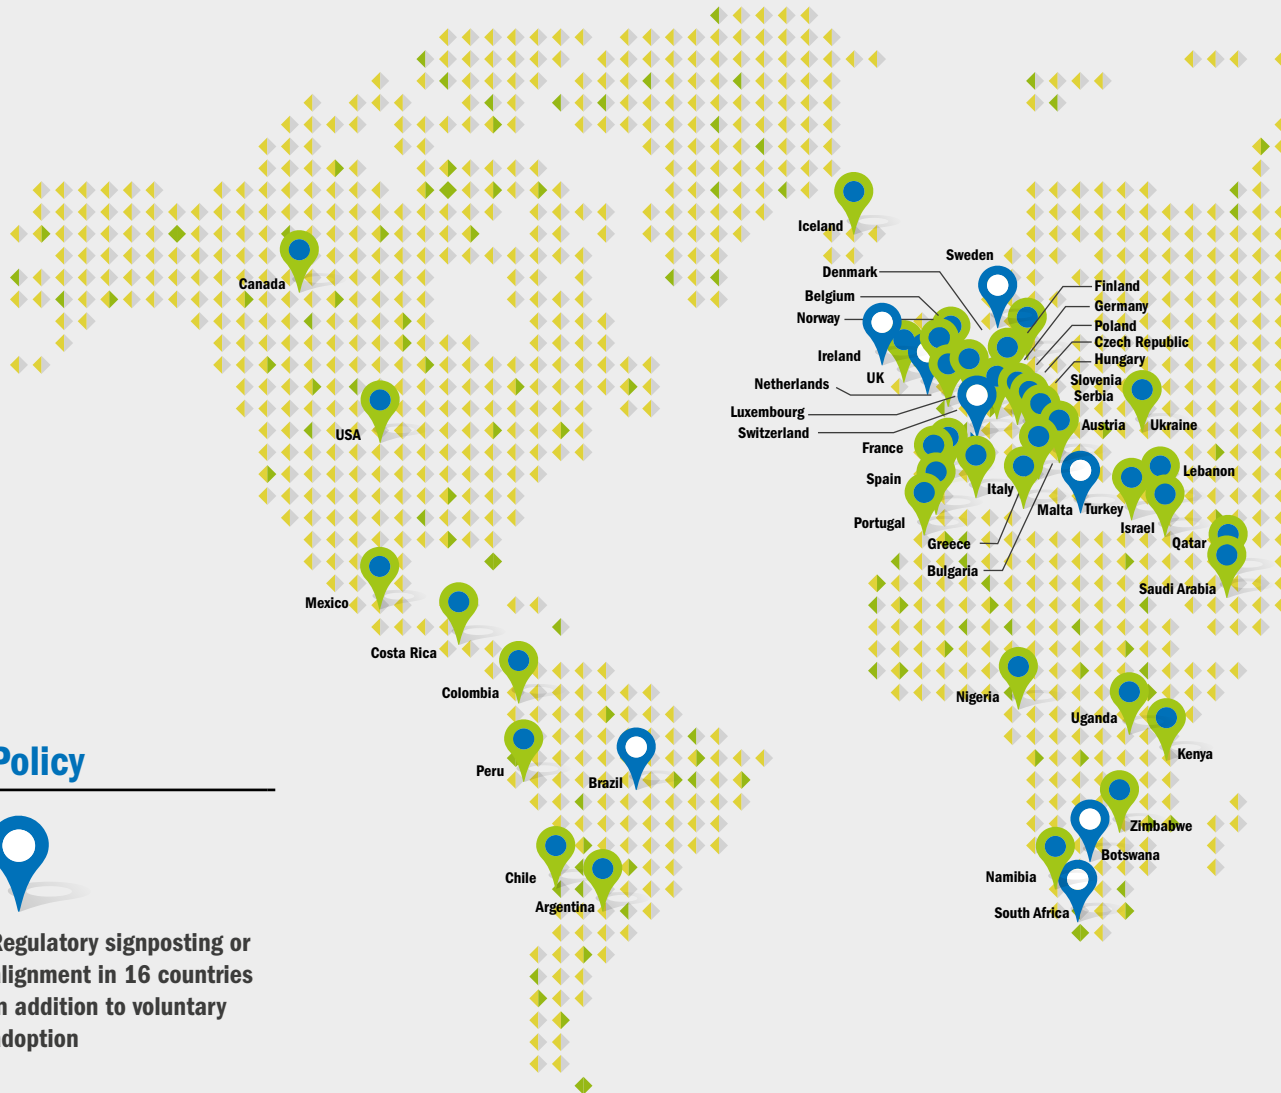 Iceland
Sweden
Denmark
Finland
Canada
Germany
Belgium
Norway
Poland
Czech Republic
Ireland
Hungary
UK
Slovenia
Netherlands
Serbia
Luxembourg
Austria
Ukraine
Switzerland
USA
France
Lebanon
Spain
Italy
Malta
Turkey
Portugal
Israel
Greece
Qatar
Bulgaria
Saudi Arabia
Mexico
Costa Rica
Colombia
Nigeria
Uganda
Kenya
Policy
Peru
Brazil
Zimbabwe
Botswana
Chile
Namibia
Argentina
South Africa
Regulatory signposting or
alignment in 16 countries
in addition to voluntary
adoption